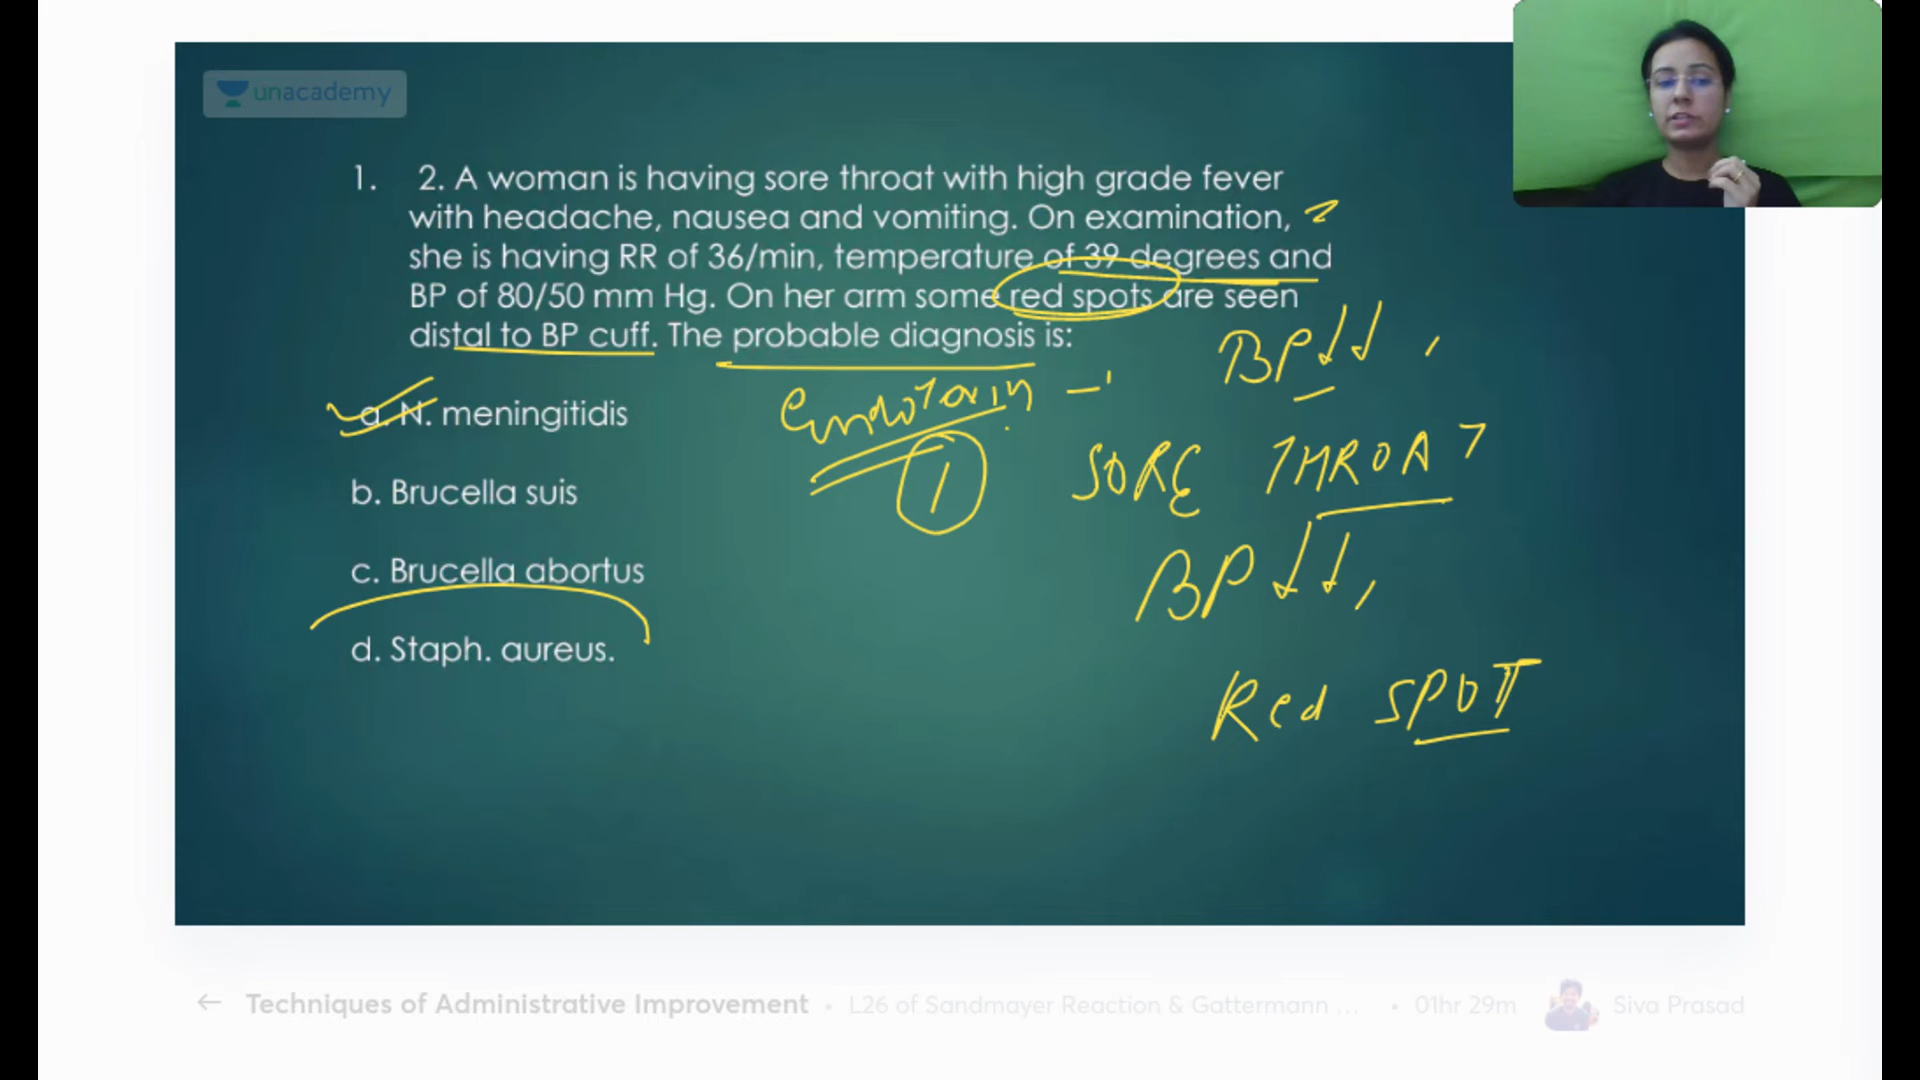 unacademy
1. 2. A woman is having sore throat with high grade fever
with headache, nausea and vomiting. On examination,
she is having RR of 36/min, temperature of 39 degrees and
BP of 80/50 mm Hg. On her arm some red spots are seen
distal to BP cuff. The probable diagnosis is:
BP↓↓,
Endotoxin -
a. N. meningitidis
1
SORE THROAT
b. Brucella suis
c. Brucella abortus
BP↓↓,
d. Staph. aureus.
Red SPOT
← Techniques of Administrative Improvement • L26 of Sandmayer Reaction & Gattermann ... • 01hr 29m Siva Prasad